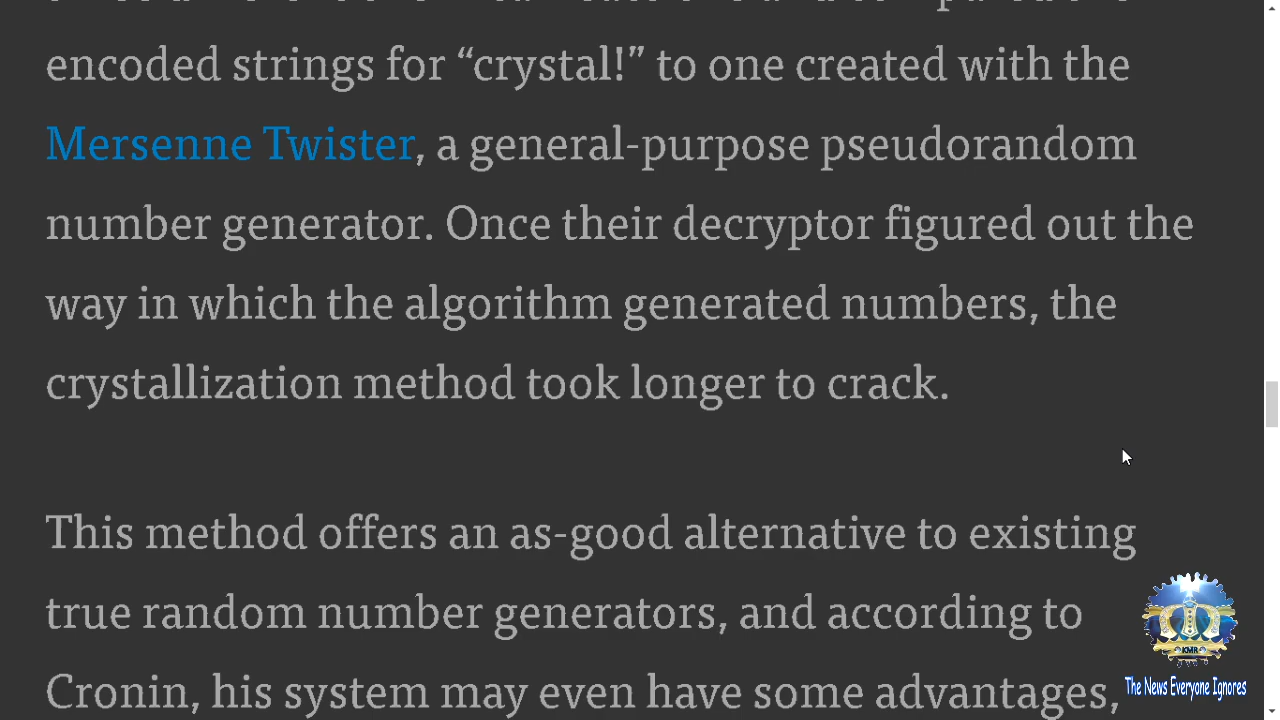 encoded strings for “crystal!” to one created with the
Mersenne Twister, a general-purpose pseudorandom
number generator. Once their decryptor figured out the
way in which the algorithm generated numbers, the
crystallization method took longer to crack.
This method offers an as-good alternative to existing
true random number generators, and according to
Cronin, his system may even have some advantages,
KMR
The News Everyone Ignores